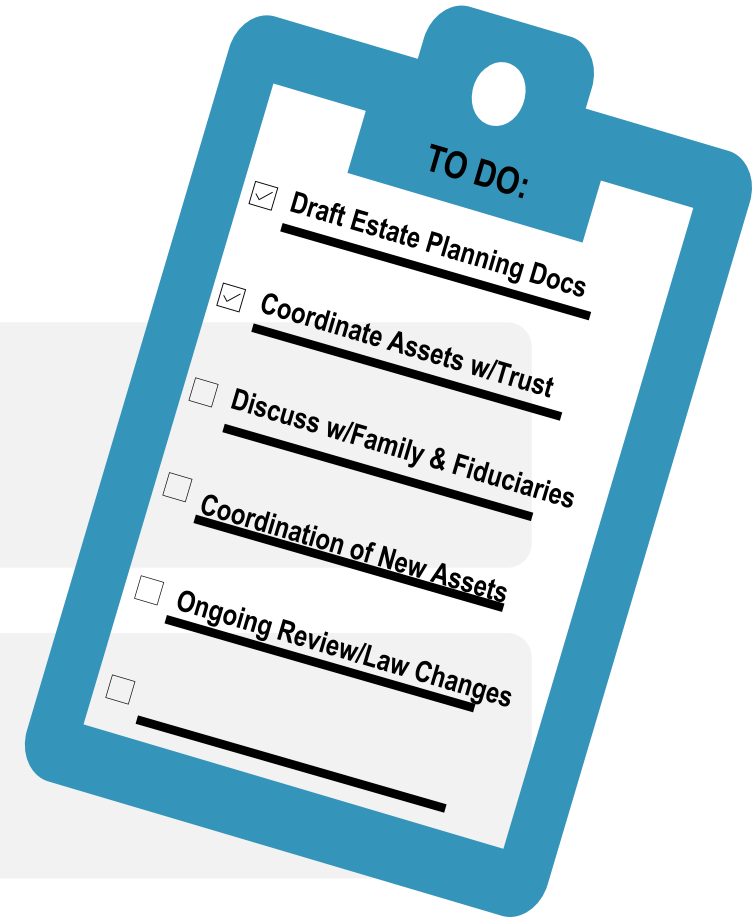 TO DO:
Draft Estate Planning Docs
Coordinate Assets w/Trust
Discuss w/Family & Fiduciaries
Coordination of New Assets
Ongoing Review/Law Changes